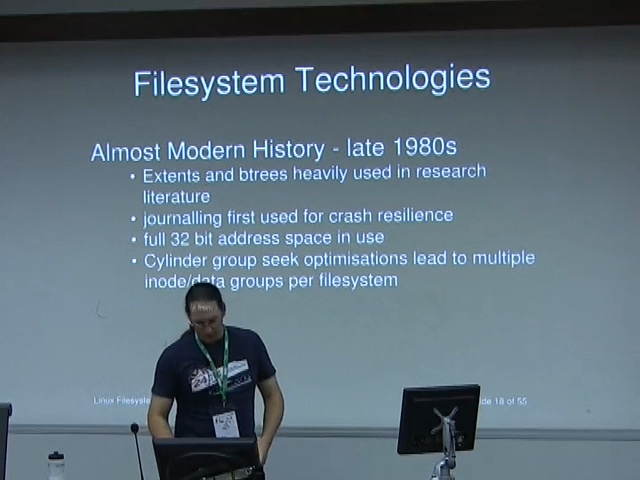 Filesystem Technologies
Almost Modern History - late 1980s
• Extents and btrees heavily used in research
literature
• journalling first used for crash resilience
• full 32 bit address space in use
• Cylinder group seek optimisations lead to multiple
inode/data groups per filesystem
Linux Filesyste
18 of 55